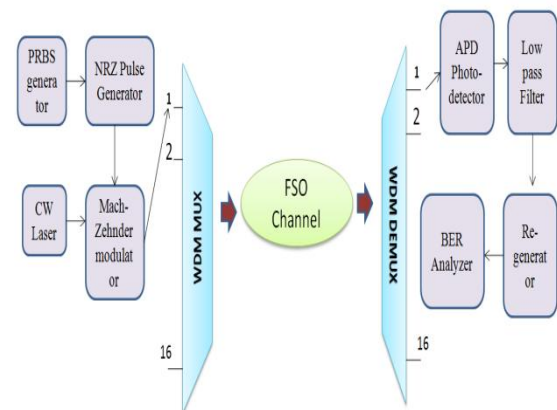 PRBS
genera
tor
NRZ Pulse
Generator
CW
Laser
Mach-
Zehnder
modulat
or
1
2
16
WDM MUX
FSO
Channel
WDM DEMUX
1
2
16
APD
Photo-
detector
Low
pass
Filter
BER
Analyzer
Re-
generat
or